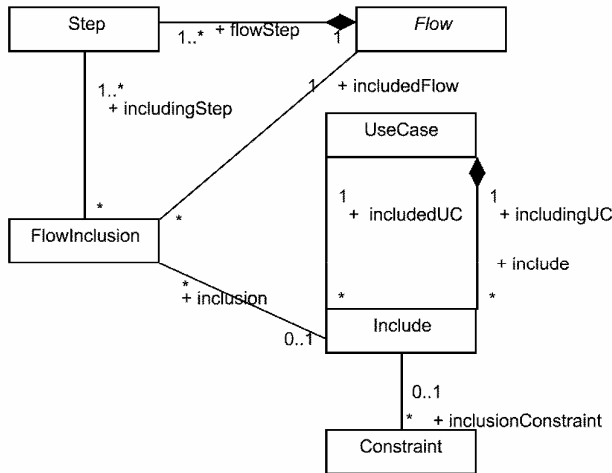 Step
Flow
1..*
+ flowStep
1
1..*
+ includingStep
1
+ includedFlow
UseCase
1
+ includedUC
1
+ includingUC
*
*
FlowInclusion
+ include
*
+ inclusion
*
*
Include
0..1
0..1
*
+ inclusionConstraint
Constraint